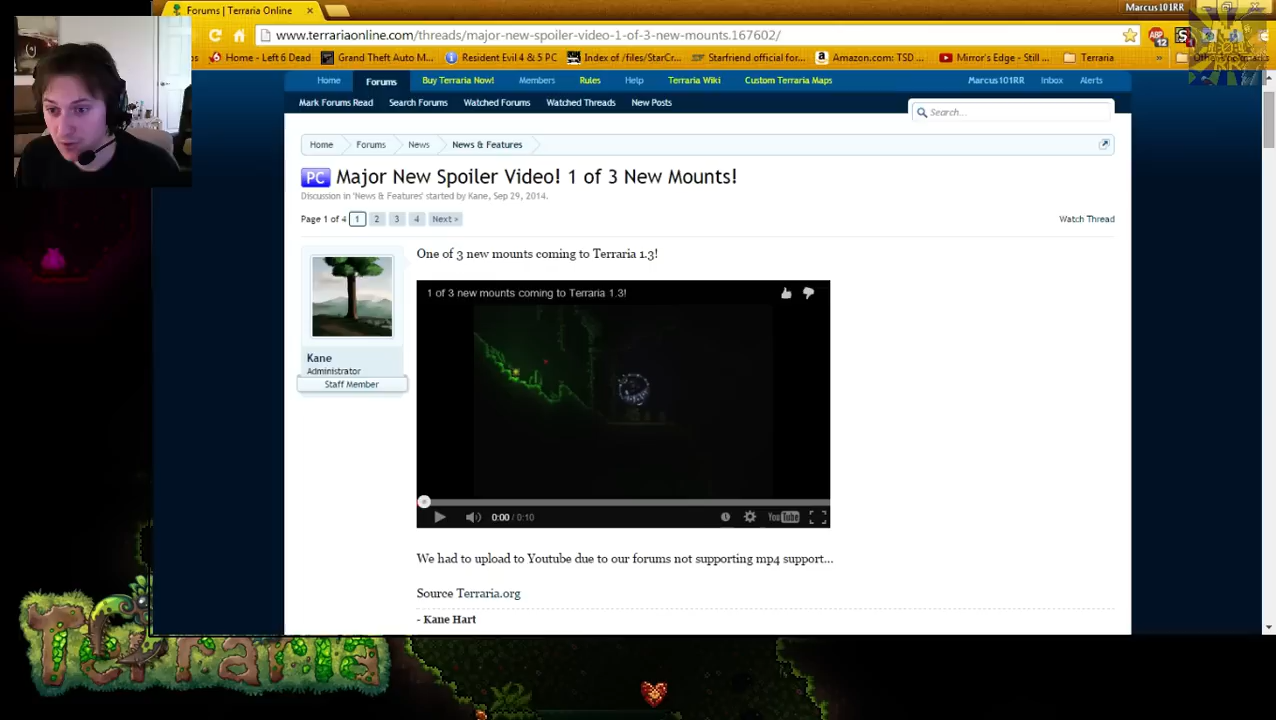 Forums | Terraria Online
Marcus101RR
www.terrariaonline.com/threads/major-new-spoiler-video-1-of-3-new-mounts.167602/
Home - Left 6 Dead
Grand Theft Auto M...
Resident Evil 4 & 5 PC
Index of /files/StarCr...
Starfriend official for...
Amazon.com: TSD ...
Mirror's Edge - Still ...
Terraria
»
Home
Forums
Buy Terraria Now!
Members
Rules
Help
Terraria Wiki
Custom Terraria Maps
Marcus101RR
Inbox
Alerts
Mark Forums Read
Search Forums
Watched Forums
Watched Threads
New Posts
Search...
Home
Forums
News
News & Features
PC Major New Spoiler Video! 1 of 3 New Mounts!
Discussion in 'News & Features' started by Kane, Sep 29, 2014.
Page 1 of 4 1 2 3 4 Next >
Watch Thread
One of 3 new mounts coming to Terraria 1.3!
1 of 3 new mounts coming to Terraria 1.3!
Kane
Administrator
Staff Member
0:00 / 0:10
YouTube
We had to upload to Youtube due to our forums not supporting mp4 support...
Source Terraria.org
- Kane Hart
Terraria